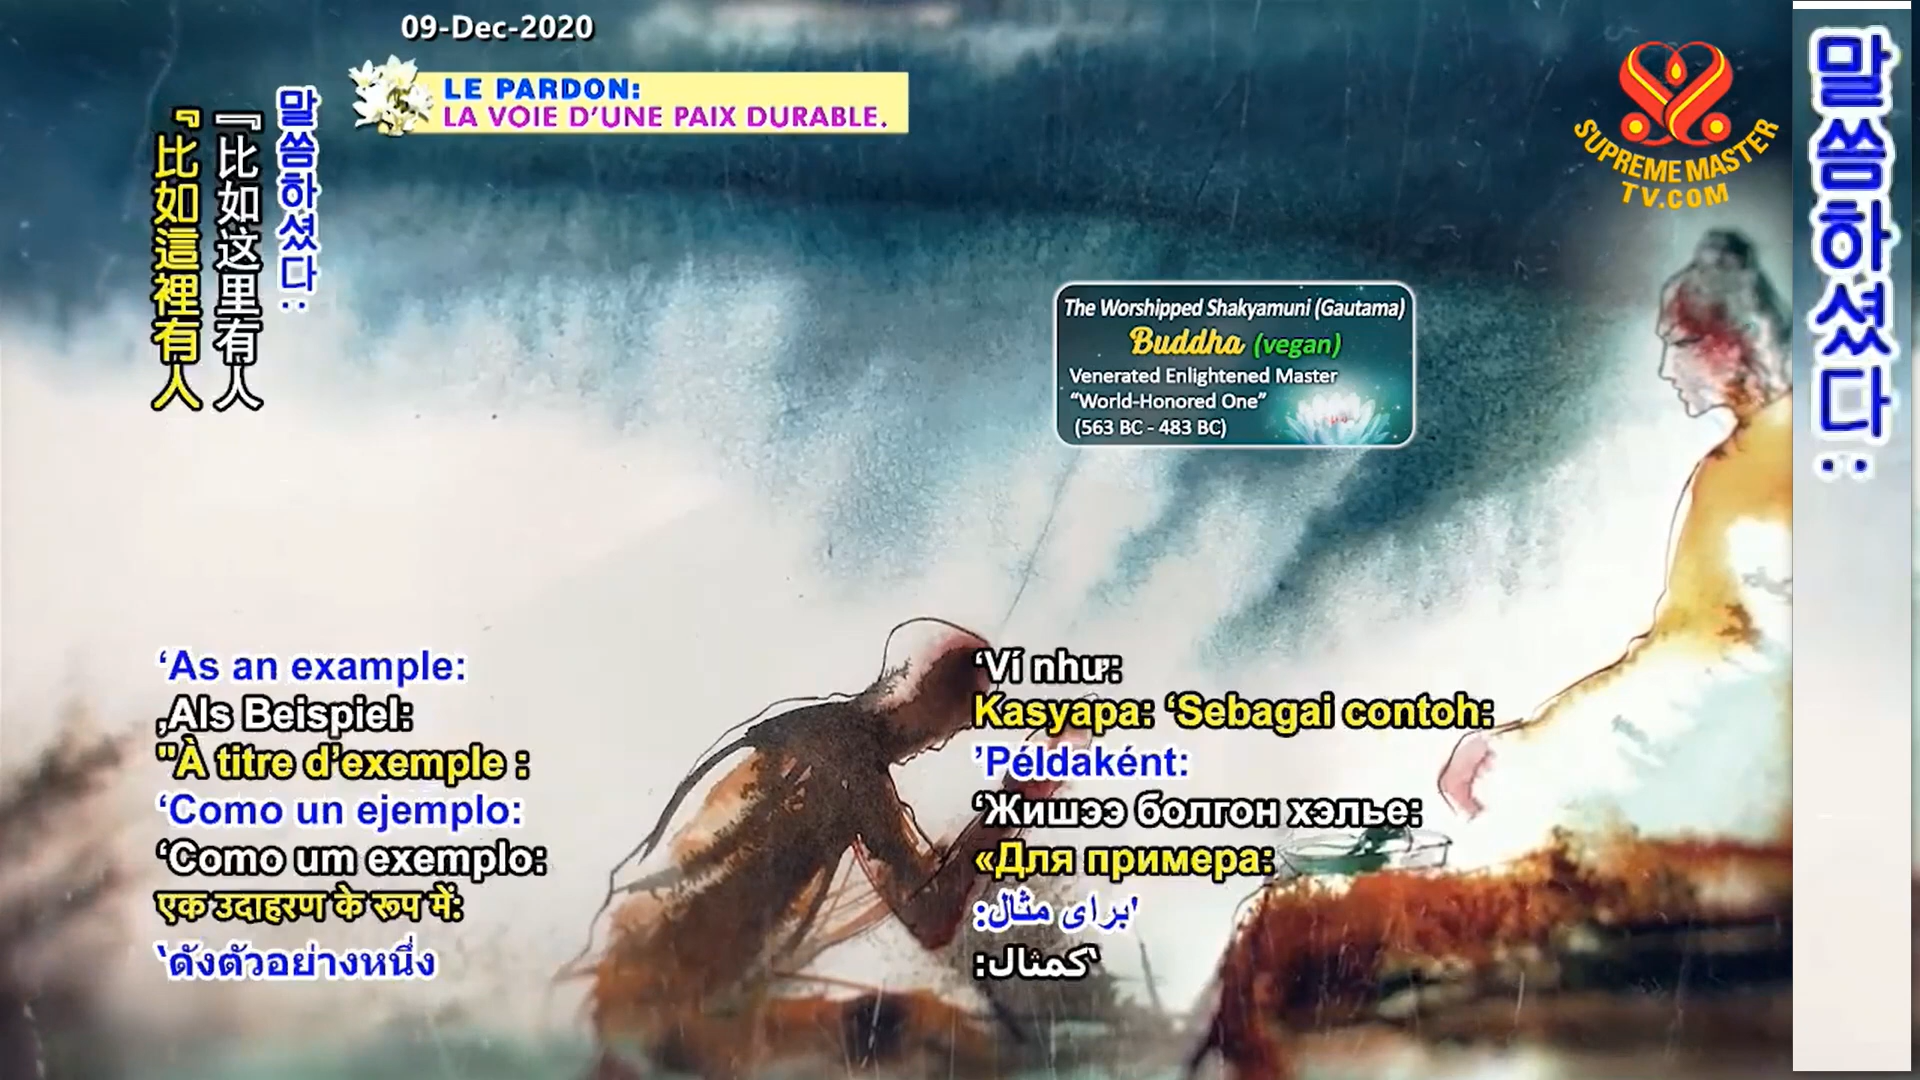 09-Dec-2020
LE PARDON:
LA VOIE D'UNE PAIX DURABLE.
SUPREME MASTER
TV.COM
말씀하셨다:
『比如这里有人
『比如這裡有人
The Worshipped Shakyamuni (Gautama)
Buddha (vegan)
Venerated Enlightened Master
“World-Honored One”
(563 BC - 483 BC)
‘As an example:
‚Als Beispiel:
"À titre d’exemple :
‘Como un ejemplo:
‘Como um exemplo:
एक उदाहरण के रूप में:
‘ดังตัวอย่างหนึ่ง
‘Ví như:
Kasyapa: ‘Sebagai contoh:
’Példaként:
‘Жишээ болгон хэлье:
«Для примера:
'برای مثال:
‘كمثال:
말씀하셨다: